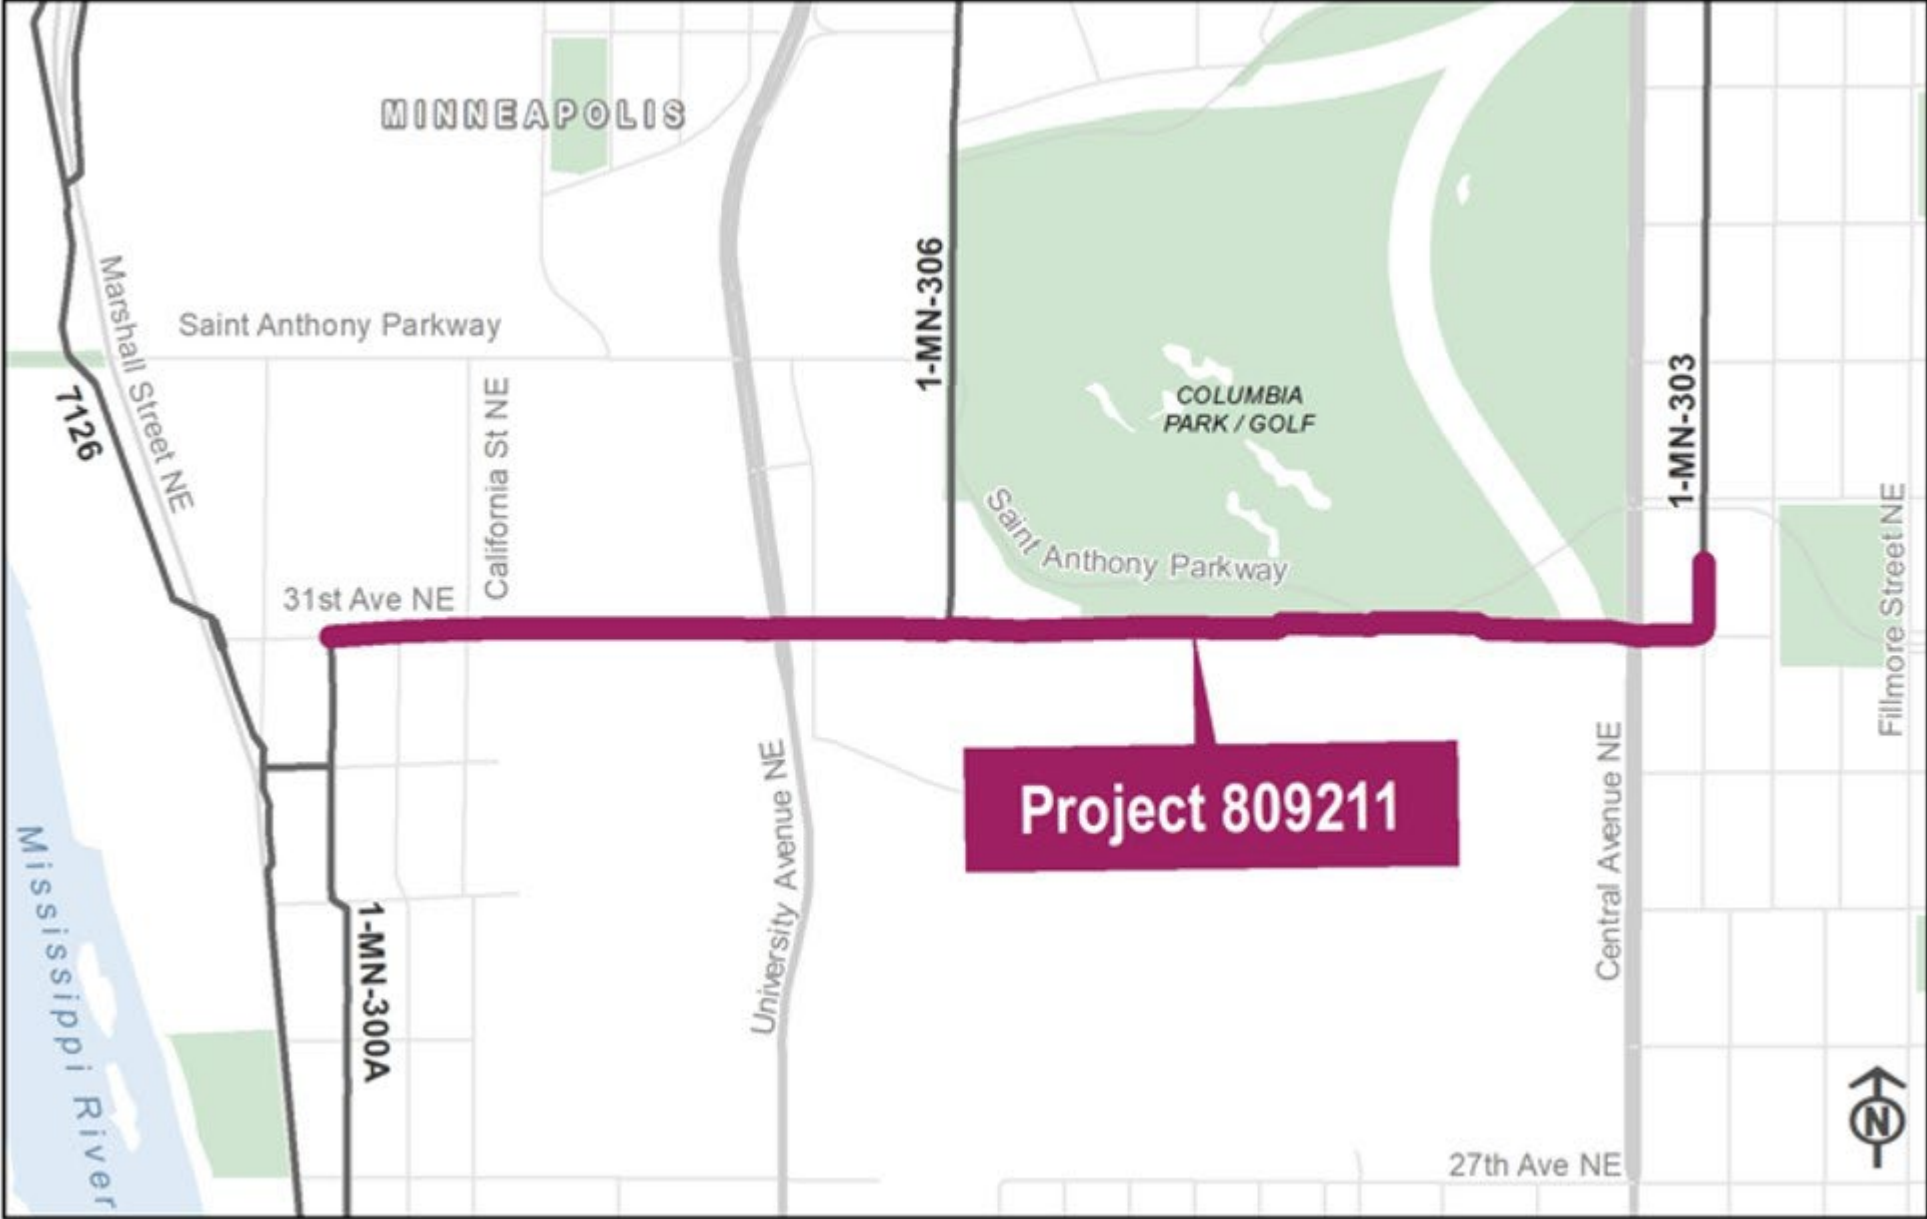 MINNEAPOLIS
Marshall Street NE
Saint Anthony Parkway
7126
California St NE
1-MN-306
COLUMBIA
PARK / GOLF
1-MN-303
Saint Anthony Parkway
Fillmore Street NE
31st Ave NE
Project 809211
University Avenue NE
Central Avenue NE
Mississippi River
1-MN-300A
27th Ave NE
N